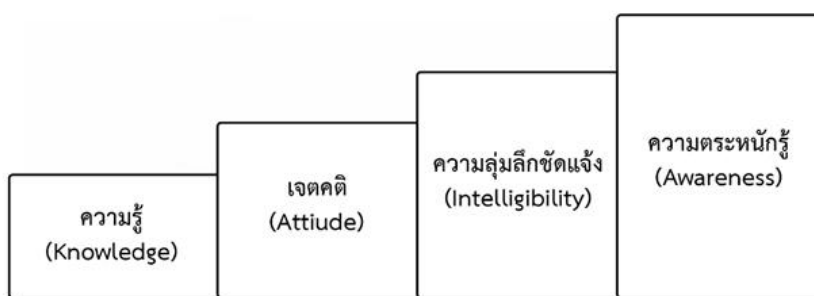 ความรู้
(Knowledge)
เจตคติ
(Attiude)
ความลุ่มลึกชัดแจ้ง
(Intelligibility)
ความตระหนักรู้
(Awareness)